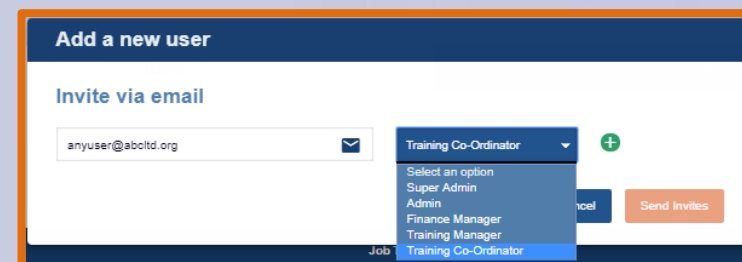 Add a new user
Invite via email
anyuser@abcltd.org
Training Co-Ordinator
Select an option
Super Admin
Admin
Finance Manager
Training Manager
Training Co-Ordinator
Send Invites
Job